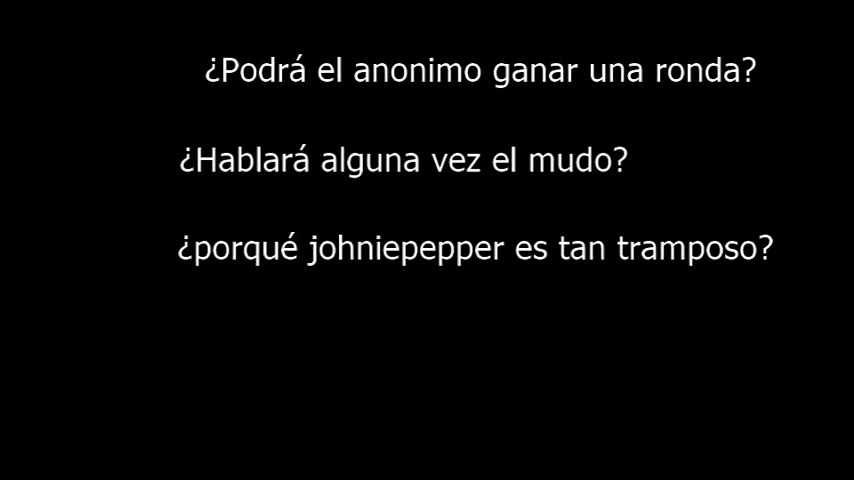 ¿Podrá el anonimo ganar una ronda?
¿Hablará alguna vez el mudo?
¿porqué johniepepper es tan tramposo?